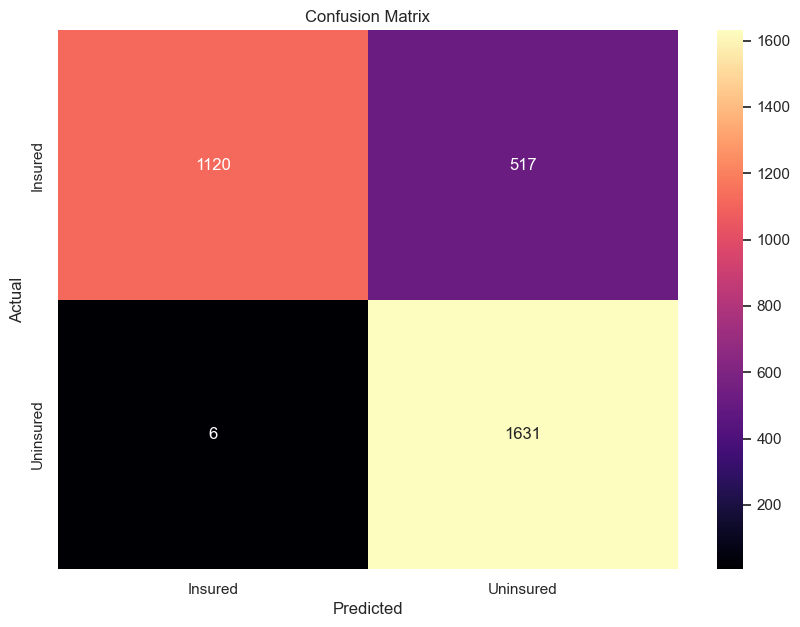 Confusion Matrix
Actual
Insured
1120
517
Uninsured
6
1631
Insured
Uninsured
Predicted
1600
1400
1200
1000
800
600
400
200